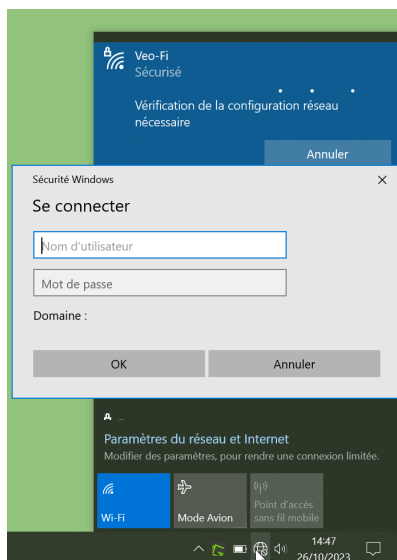 Veo-Fi
Sécurisé
Vérification de la configuration réseau
nécessaire
Annuler
Sécurité Windows
Se connecter
Nom d'utilisateur
Mot de passe
Domaine :
OK
Annuler
Paramètres du réseau et Internet
Modifier des paramètres, pour rendre une connexion limitée.
Wi-Fi
Mode Avion
Point d'accès
sans fil mobile
14:47
26/10/2023